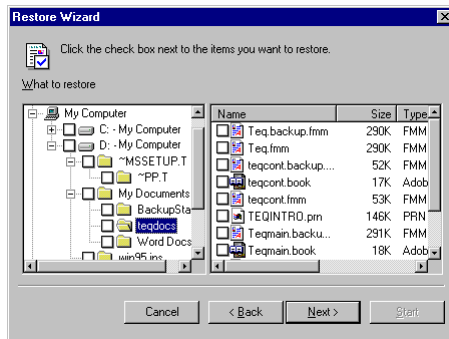 Restore Wizard
Click the check box next to the items you want to restore.
What to restore
My Computer
C: - My Computer
D: - My Computer
~MSSETUP.T
~PP.T
My Documents
BackupSta
teqdocs
Word Docs
win95.ins
Name Size Type
Teq.backup.fmm 290K FMM
Teq.fmm 290K FMM
teqcont.backup.... 52K FMM
teqcont.book 17K Adob
teqcont.fmm 53K FMM
TEQINTRO.prn 146K PRN
Teqmain.backu... 291K FMM
Teqmain.book 18K Adob
Cancel < Back Next > Start